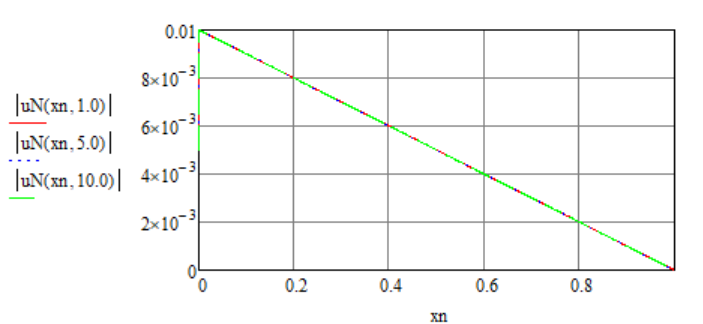 0.01
8×10⁻³
6×10⁻³
4×10⁻³
2×10⁻³
0
|uN(xn, 1.0)|
|uN(xn, 5.0)|
|uN(xn, 10.0)|
0 0.2 0.4 0.6 0.8
xn